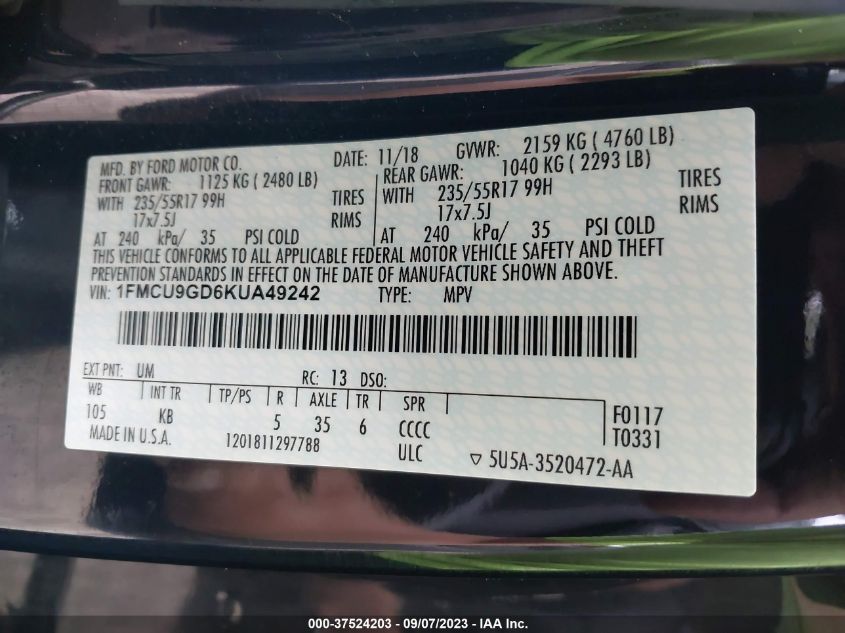 MFD. BY FORD MOTOR CO. DATE: 11/18 GVWR: 2159 KG ( 4760 LB)
FRONT GAWR: 1125 KG ( 2480 LB) REAR GAWR: 1040 KG ( 2293 LB)
WITH 235/55R17 99H TIRES WITH 235/55R17 99H TIRES
17x7.5J RIMS 17x7.5J RIMS
AT 240 kPa/ 35 PSI COLD AT 240 kPa/ 35 PSI COLD
THIS VEHICLE CONFORMS TO ALL APPLICABLE FEDERAL MOTOR VEHICLE SAFETY AND THEFT
PREVENTION STANDARDS IN EFFECT ON THE DATE OF MANUFACTURE SHOWN ABOVE.
VIN: 1FMCU9GD6KUA49242 TYPE: MPV
EXT PNT: UM RC: 13 DSO:
WB INT TR TP/PS R AXLE TR SPR
105 KB 5 35 6 CCCC F0117
MADE IN U.S.A. 1201811297788 ULC T0331
▽ 5U5A-3520472-AA
000-37524203 - 09/07/2023 - IAA Inc.